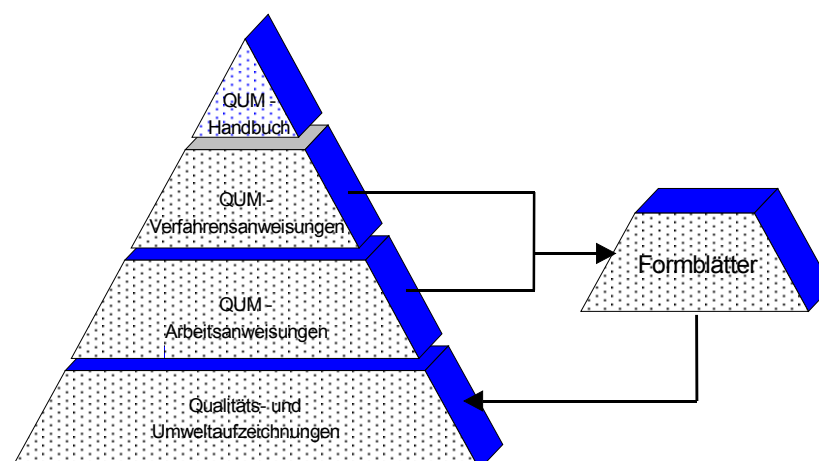 QUM -
Handbuch
QUM -
Verfahrensanweisungen
Formblätter
QUM -
Arbeitsanweisungen
Qualitäts- und
Umweltaufzeichnungen